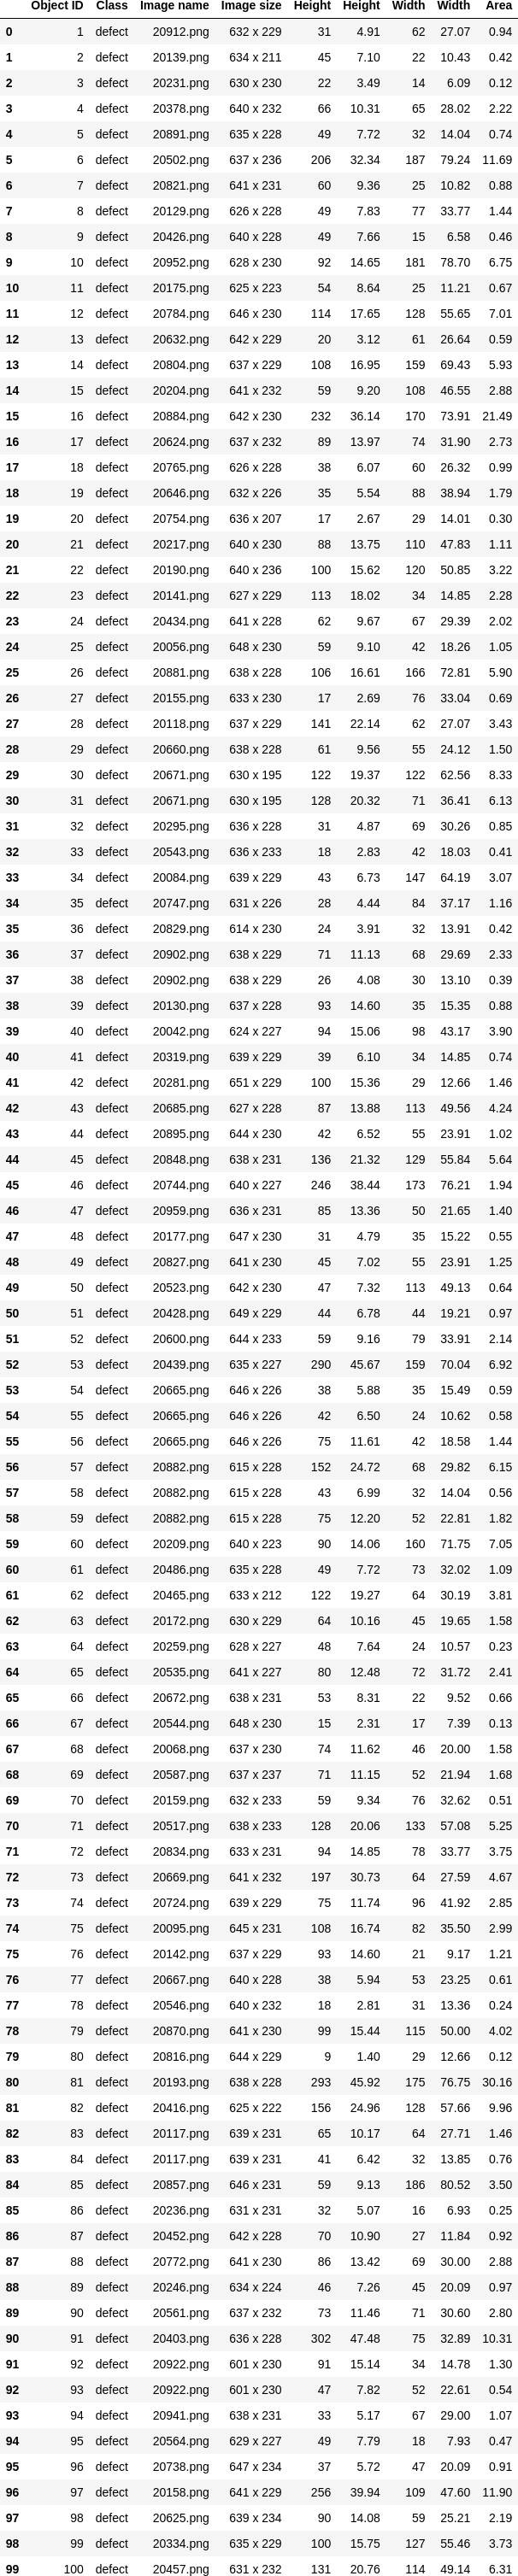 Object ID Class Image name Image size Height Height Width Width Area
0 1 defect 20912.png 632 x 229 31 4.91 62 27.07 0.94
1 2 defect 20139.png 634 x 211 45 7.10 22 10.43 0.42
2 3 defect 20231.png 630 x 230 22 3.49 14 6.09 0.12
3 4 defect 20378.png 640 x 232 66 10.31 65 28.02 2.22
4 5 defect 20891.png 635 x 228 49 7.72 32 14.04 0.74
5 6 defect 20502.png 637 x 236 206 32.34 187 79.24 11.69
6 7 defect 20821.png 641 x 231 60 9.36 25 10.82 0.88
7 8 defect 20129.png 626 x 228 49 7.83 77 33.77 1.44
8 9 defect 20426.png 640 x 228 49 7.66 15 6.58 0.46
9 10 defect 20952.png 628 x 230 92 14.65 181 78.70 6.75
10 11 defect 20175.png 625 x 223 54 8.64 25 11.21 0.67
11 12 defect 20784.png 646 x 230 114 17.65 128 55.65 7.01
12 13 defect 20632.png 642 x 229 20 3.12 61 26.64 0.59
13 14 defect 20804.png 637 x 229 108 16.95 159 69.43 5.93
14 15 defect 20204.png 641 x 232 59 9.20 108 46.55 2.88
15 16 defect 20884.png 642 x 230 232 36.14 170 73.91 21.49
16 17 defect 20624.png 637 x 232 89 13.97 74 31.90 2.73
17 18 defect 20765.png 626 x 228 38 6.07 60 26.32 0.99
18 19 defect 20646.png 632 x 226 35 5.54 88 38.94 1.79
19 20 defect 20754.png 636 x 207 17 2.67 29 14.01 0.30
20 21 defect 20217.png 640 x 230 88 13.75 110 47.83 1.11
21 22 defect 20190.png 640 x 236 100 15.62 120 50.85 3.22
22 23 defect 20141.png 627 x 229 113 18.02 34 14.85 2.28
23 24 defect 20434.png 641 x 228 62 9.67 67 29.39 2.02
24 25 defect 20056.png 648 x 230 59 9.10 42 18.26 1.05
25 26 defect 20881.png 638 x 228 106 16.61 166 72.81 5.90
26 27 defect 20155.png 633 x 230 17 2.69 76 33.04 0.69
27 28 defect 20118.png 637 x 229 141 22.14 62 27.07 3.43
28 29 defect 20660.png 638 x 228 61 9.56 55 24.12 1.50
29 30 defect 20671.png 630 x 195 122 19.37 122 62.56 8.33
30 31 defect 20671.png 630 x 195 128 20.32 71 36.41 6.13
31 32 defect 20295.png 636 x 228 31 4.87 69 30.26 0.85
32 33 defect 20543.png 636 x 233 18 2.83 42 18.03 0.41
33 34 defect 20084.png 639 x 229 43 6.73 147 64.19 3.07
34 35 defect 20747.png 631 x 226 28 4.44 84 37.17 1.16
35 36 defect 20829.png 614 x 230 24 3.91 32 13.91 0.42
36 37 defect 20902.png 638 x 229 71 11.13 68 29.69 2.33
37 38 defect 20902.png 638 x 229 26 4.08 30 13.10 0.39
38 39 defect 20130.png 637 x 228 93 14.60 35 15.35 0.88
39 40 defect 20042.png 624 x 227 94 15.06 98 43.17 3.90
40 41 defect 20319.png 639 x 229 39 6.10 34 14.85 0.74
41 42 defect 20281.png 651 x 229 100 15.36 29 12.66 1.46
42 43 defect 20685.png 627 x 228 87 13.88 113 49.56 4.24
43 44 defect 20895.png 644 x 230 42 6.52 55 23.91 1.02
44 45 defect 20848.png 638 x 231 136 21.32 129 55.84 5.64
45 46 defect 20744.png 640 x 227 246 38.44 173 76.21 1.94
46 47 defect 20959.png 636 x 231 85 13.36 50 21.65 1.40
47 48 defect 20177.png 647 x 230 31 4.79 35 15.22 0.55
48 49 defect 20827.png 641 x 230 45 7.02 55 23.91 1.25
49 50 defect 20523.png 642 x 230 47 7.32 113 49.13 0.64
50 51 defect 20428.png 649 x 229 44 6.78 44 19.21 0.97
51 52 defect 20600.png 644 x 233 59 9.16 79 33.91 2.14
52 53 defect 20439.png 635 x 227 290 45.67 159 70.04 6.92
53 54 defect 20665.png 646 x 226 38 5.88 35 15.49 0.59
54 55 defect 20665.png 646 x 226 42 6.50 24 10.62 0.58
55 56 defect 20665.png 646 x 226 75 11.61 42 18.58 1.44
56 57 defect 20882.png 615 x 228 152 24.72 68 29.82 6.15
57 58 defect 20882.png 615 x 228 43 6.99 32 14.04 0.56
58 59 defect 20882.png 615 x 228 75 12.20 52 22.81 1.82
59 60 defect 20209.png 640 x 223 90 14.06 160 71.75 7.05
60 61 defect 20486.png 635 x 228 49 7.72 73 32.02 1.09
61 62 defect 20465.png 633 x 212 122 19.27 64 30.19 3.81
62 63 defect 20172.png 630 x 229 64 10.16 45 19.65 1.58
63 64 defect 20259.png 628 x 227 48 7.64 24 10.57 0.23
64 65 defect 20535.png 641 x 227 80 12.48 72 31.72 2.41
65 66 defect 20672.png 638 x 231 53 8.31 22 9.52 0.66
66 67 defect 20544.png 648 x 230 15 2.31 17 7.39 0.13
67 68 defect 20068.png 637 x 230 74 11.62 46 20.00 1.58
68 69 defect 20587.png 637 x 237 71 11.15 52 21.94 1.38
69 70 defect 20159.png 632 x 233 59 9.34 76 32.62 0.51
70 71 defect 20517.png 638 x 233 128 20.06 133 57.08 5.25
71 72 defect 20834.png 633 x 231 94 14.85 78 33.77 3.75
72 73 defect 20669.png 641 x 232 197 30.73 64 27.59 4.67
73 74 defect 20724.png 639 x 229 75 11.74 96 41.92 2.85
74 75 defect 20095.png 645 x 231 108 16.74 82 35.50 2.99
75 76 defect 20142.png 637 x 229 93 14.60 21 9.17 1.21
76 77 defect 20667.png 640 x 228 38 5.94 53 23.25 0.61
77 78 defect 20546.png 640 x 232 18 2.81 31 13.36 0.24
78 79 defect 20870.png 641 x 230 99 15.44 115 50.00 4.02
79 80 defect 20816.png 644 x 229 9 1.40 29 12.66 0.12
80 81 defect 20193.png 638 x 228 293 45.92 175 76.75 30.16
81 82 defect 20416.png 625 x 222 156 24.96 128 57.66 9.96
82 83 defect 20117.png 639 x 231 65 10.17 64 27.71 1.46
83 84 defect 20117.png 639 x 231 41 6.42 32 13.85 0.76
84 85 defect 20857.png 646 x 231 59 9.13 186 80.52 3.50
85 86 defect 20236.png 631 x 231 32 5.07 16 6.93 0.25
86 87 defect 20452.png 642 x 228 70 10.90 27 11.84 0.92
87 88 defect 20772.png 641 x 230 86 13.42 69 30.00 2.88
88 89 defect 20246.png 634 x 224 46 7.26 45 20.09 0.97
89 90 defect 20561.png 637 x 232 73 11.46 71 30.60 2.80
90 91 defect 20403.png 636 x 228 302 47.48 75 32.89 10.31
91 92 defect 20922.png 601 x 230 91 15.14 34 14.78 1.30
92 93 defect 20922.png 601 x 230 47 7.82 52 22.61 0.54
93 94 defect 20941.png 638 x 231 33 5.17 67 29.00 1.07
94 95 defect 20564.png 629 x 227 49 7.79 18 7.93 0.47
95 96 defect 20738.png 647 x 234 37 5.72 47 20.09 0.91
96 97 defect 20158.png 641 x 229 256 39.94 109 47.60 11.90
97 98 defect 20625.png 639 x 234 90 14.08 59 25.21 2.19
98 99 defect 20334.png 635 x 229 100 15.75 127 55.46 3.73
99 100 defect 20457.png 631 x 232 131 20.76 114 49.14 6.31